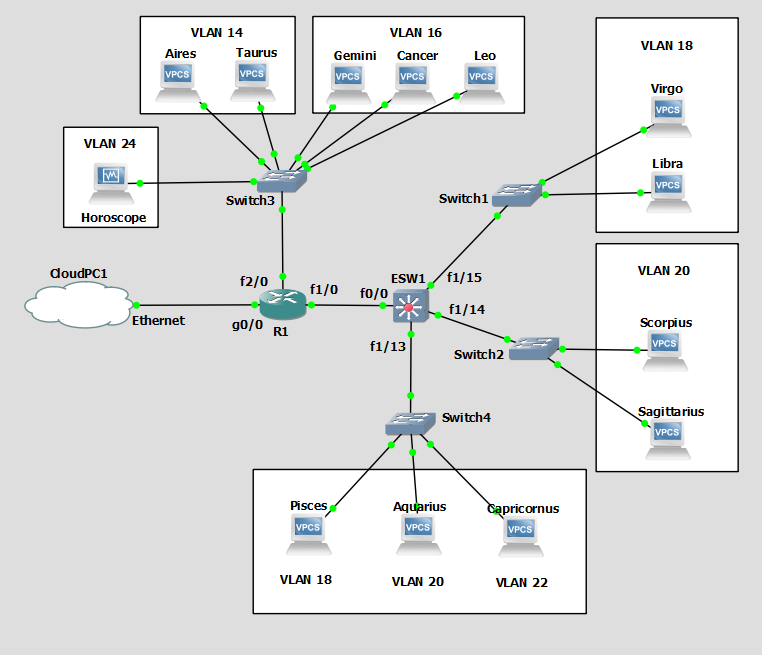 VLAN 14
Aires
Taurus
VPCS
VPCS
VLAN 16
Gemini
Cancer
Leo
VPCS
VPCS
VPCS
VLAN 18
Virgo
VPCS
Libra
VPCS
VLAN 24
Horoscope
Switch3
Switch1
CloudPC1
Ethernet
f2/0
f1/0
g0/0
R1
ESW1
f0/0
f1/15
f1/14
f1/13
Switch2
VLAN 20
Scorpius
VPCS
Sagittarius
VPCS
Switch4
Pisces
Aquarius
Capricornus
VPCS
VPCS
VPCS
VLAN 18
VLAN 20
VLAN 22